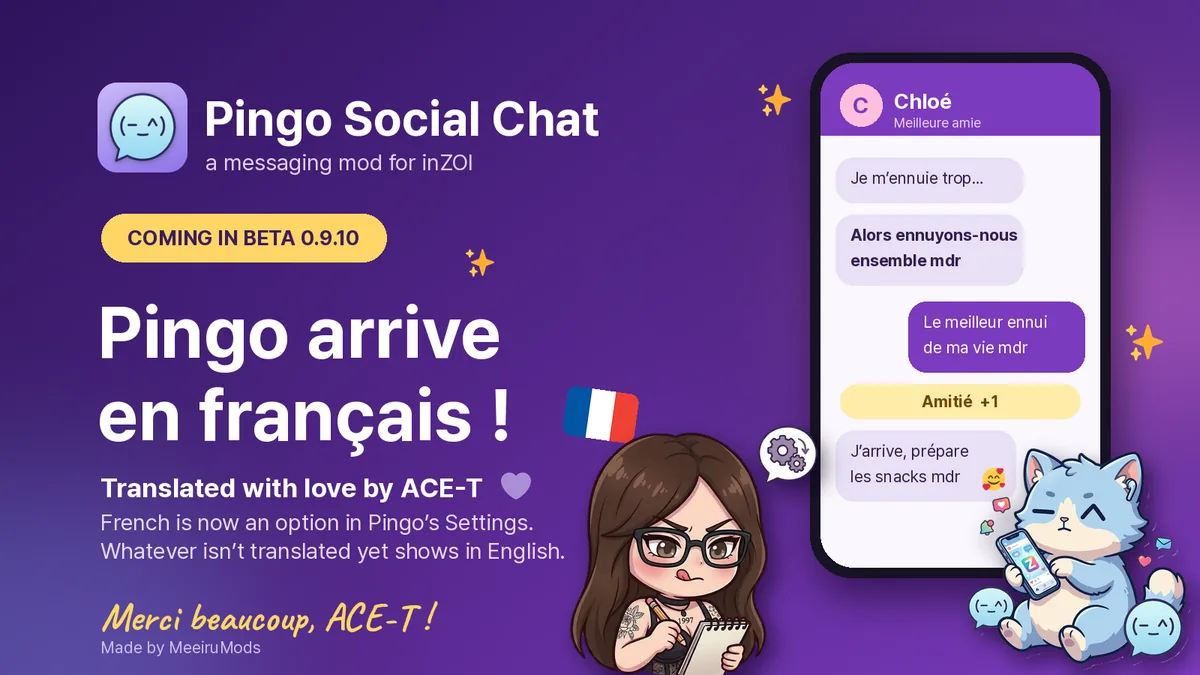 Pingo Social Chat
a messaging mod for inZOI
COMING IN BETA 0.9.10
Pingo arrive
en français !
Translated with love by ACE-T
French is now an option in Pingo’s Settings.
Whatever isn’t translated yet shows in English.
Merci beaucoup, ACE-T !
Made by MeeiruMods
C
Chloé
Meilleure amie
Je m’ennuie trop…
Alors ennuyons-nous
ensemble mdr
Le meilleur ennui
de ma vie mdr
Amitié +1
J’arrive, prépare
les snacks mdr
1997
Z